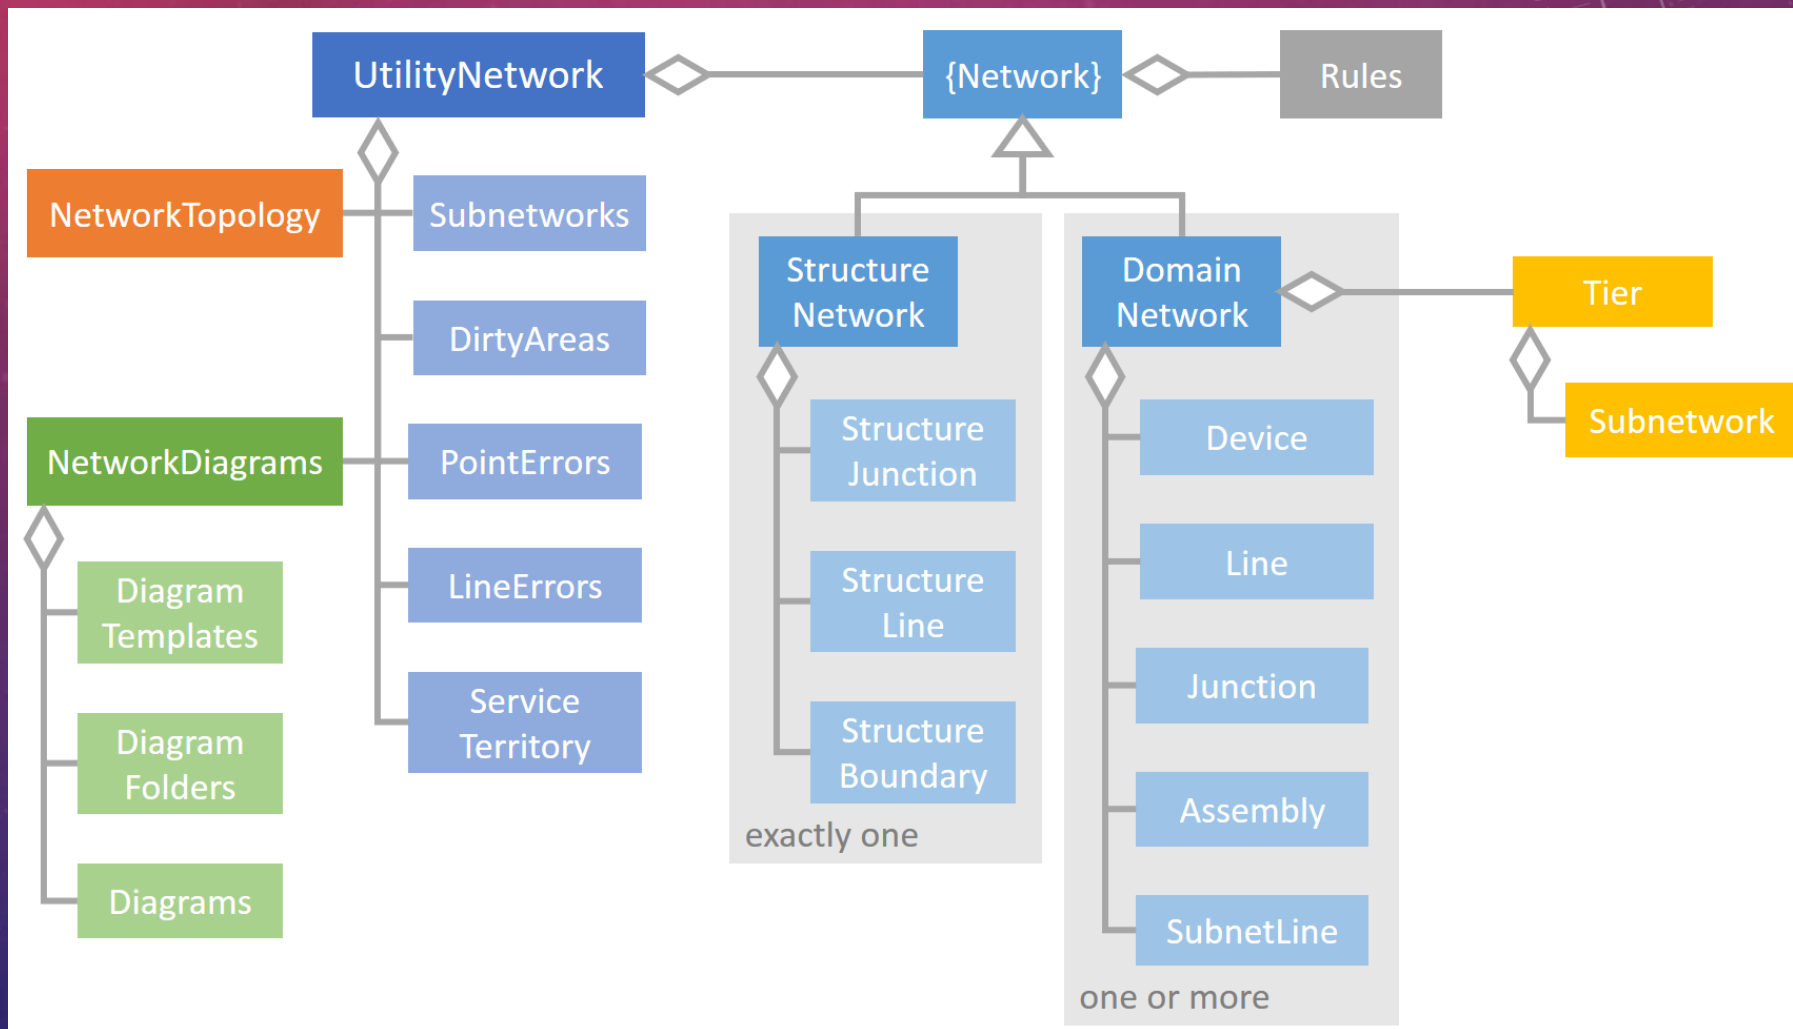 UtilityNetwork
{Network}
Rules
NetworkTopology
Subnetworks
DirtyAreas
NetworkDiagrams
PointErrors
LineErrors
Service
Territory
Diagram
Templates
Diagram
Folders
Diagrams
Structure
Network
Structure
Junction
Structure
Line
Structure
Boundary
exactly one
Domain
Network
Device
Line
Junction
Assembly
SubnetLine
one or more
Tier
Subnetwork